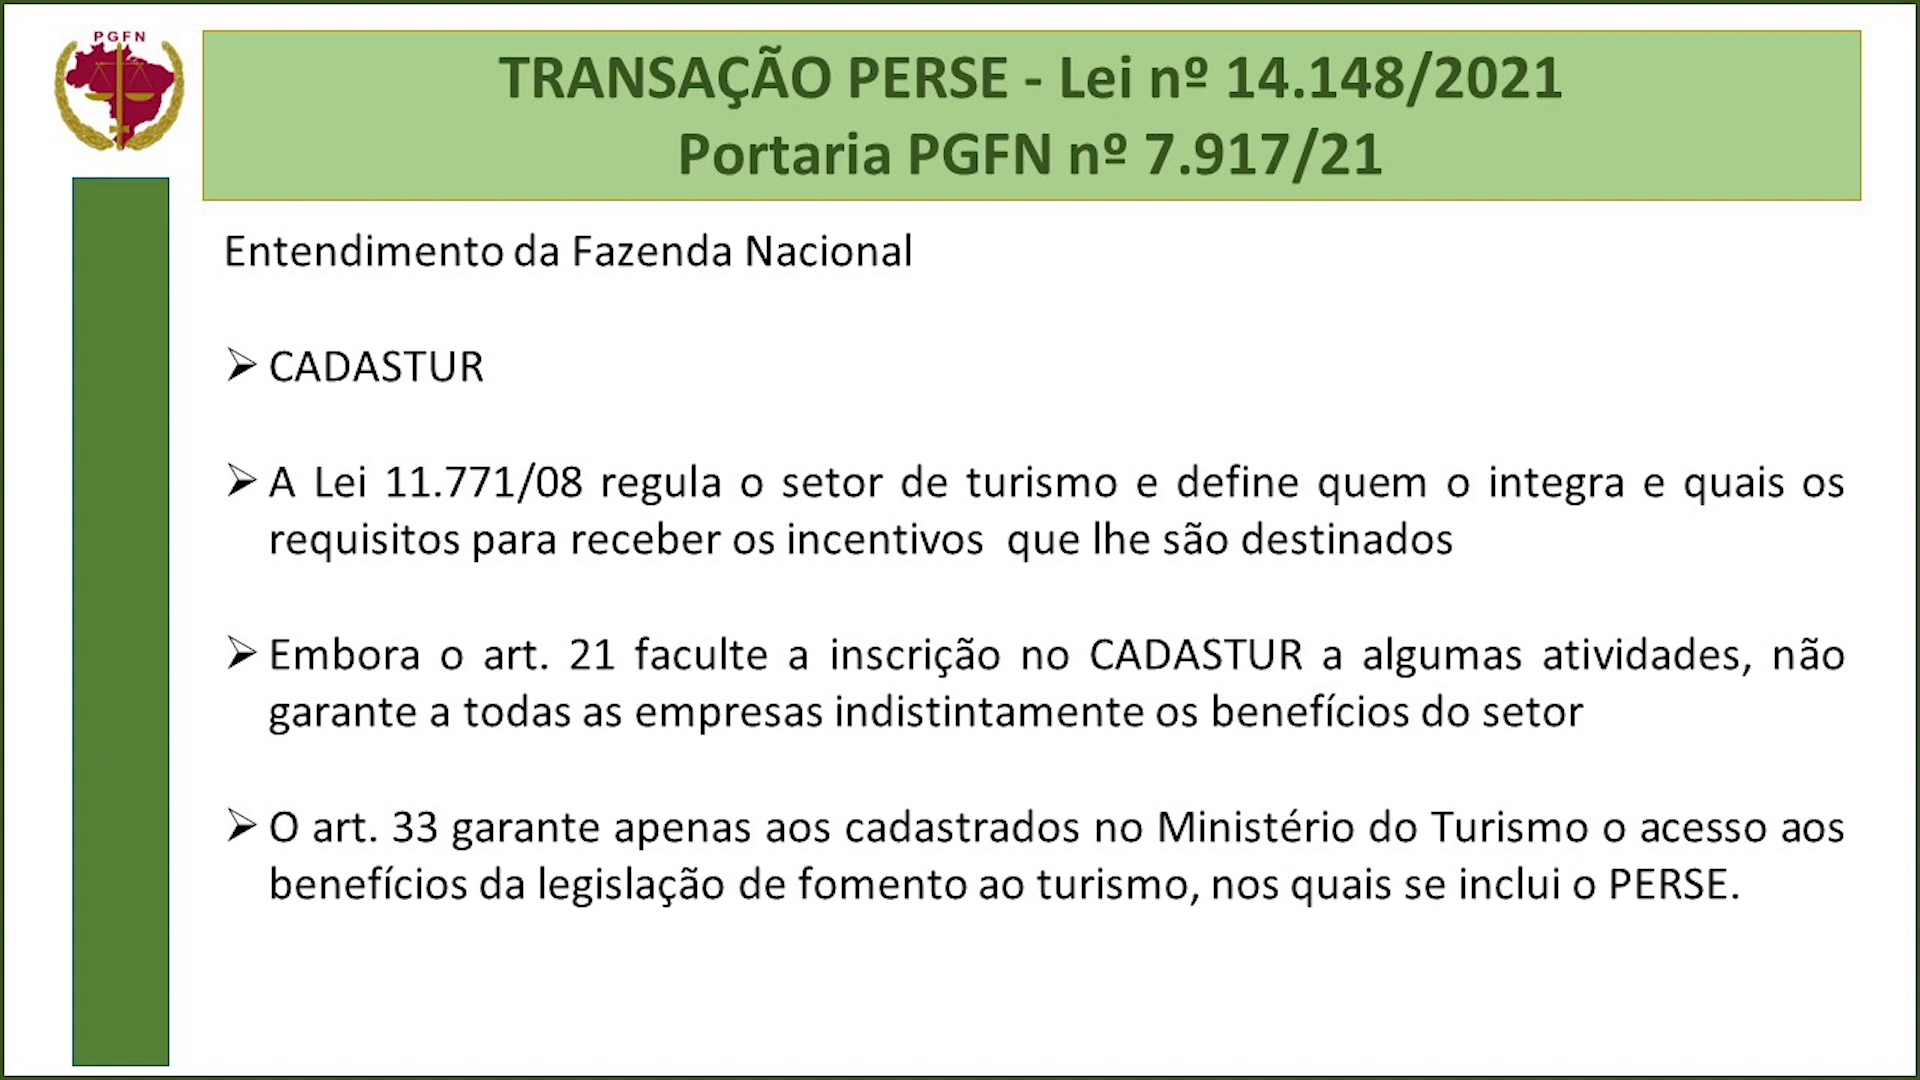 PGFN
TRANSAÇÃO PERSE - Lei nº 14.148/2021
Portaria PGFN nº 7.917/21
Entendimento da Fazenda Nacional
➢ CADASTUR
➢ A Lei 11.771/08 regula o setor de turismo e define quem o integra e quais os
requisitos para receber os incentivos  que lhe são destinados
➢ Embora o art. 21 faculte a inscrição no CADASTUR a algumas atividades, não
garante a todas as empresas indistintamente os benefícios do setor
➢ O art. 33 garante apenas aos cadastrados no Ministério do Turismo o acesso aos
benefícios da legislação de fomento ao turismo, nos quais se inclui o PERSE.